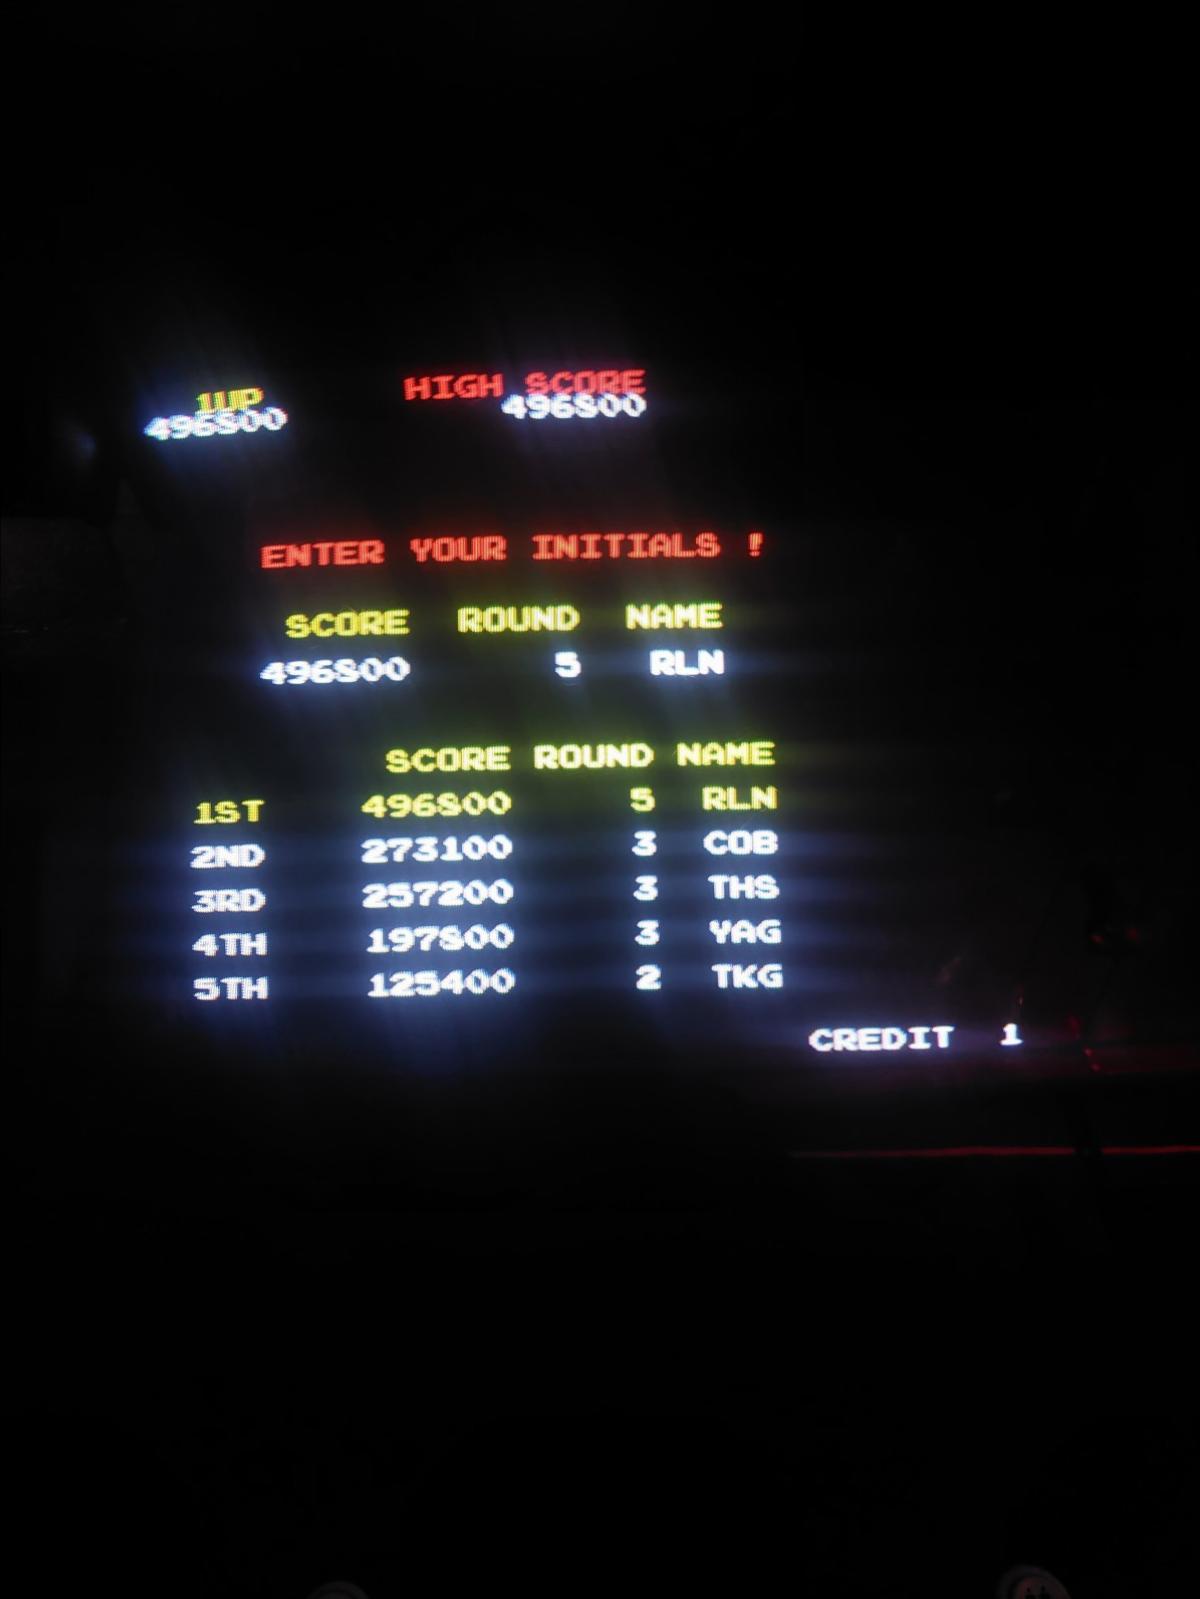 1UP HIGH SCORE
496800 496800
ENTER YOUR INITIALS !
SCORE ROUND NAME
496800 5 RLN
SCORE ROUND NAME
1ST 496800 5 RLN
2ND 273100 3 COB
3RD 257200 3 THS
4TH 197800 3 YAG
5TH 125400 2 TKG
CREDIT 1